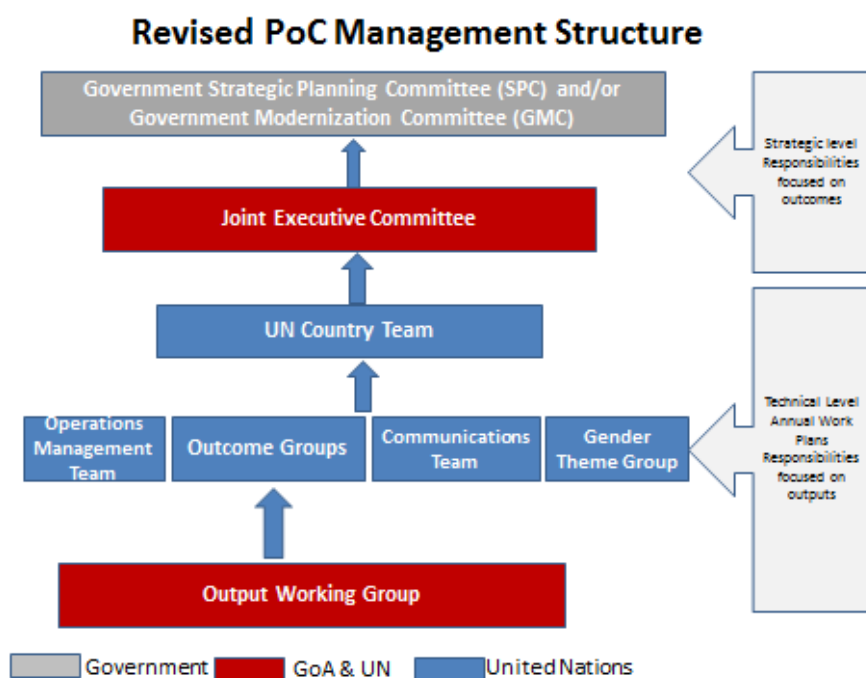 Revised PoC Management Structure
Government Strategic Planning Committee (SPC) and/or
Government Modernization Committee (GMC)
Strategic level
Responsibilities
focused on
outcomes
Joint Executive Committee
UN Country Team
Operations
Management
Team
Outcome Groups
Communications
Team
Gender
Theme Group
Technical Level
Annual Work
Plans
Responsibilities
focused on
outputs
Output Working Group
Government
GoA & UN
United Nations